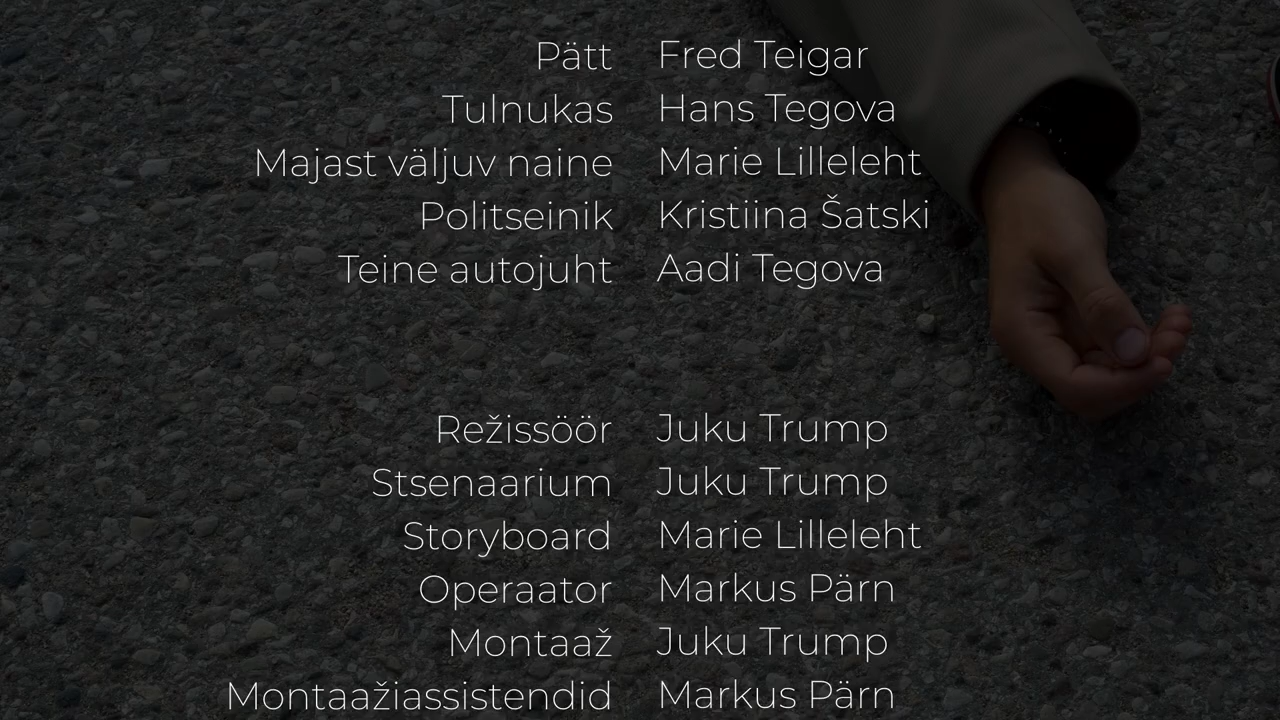 Pätt Fred Teigar
Tulnukas Hans Tegova
Majast väljuv naine Marie Lilleleht
Politseinik Kristiina Šatski
Teine autojuht Aadi Tegova
Režissöör Juku Trump
Stsenaarium Juku Trump
Storyboard Marie Lilleleht
Operaator Markus Pärn
Montaaž Juku Trump
Montaažiassistendid Markus Pärn